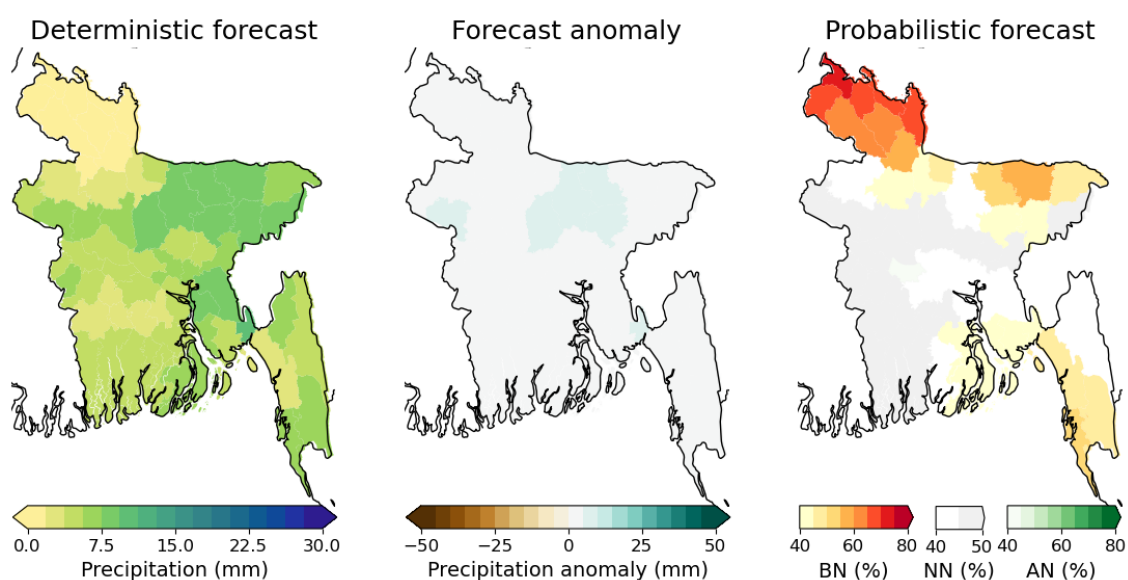 Deterministic forecast
Forecast anomaly
Probabilistic forecast
0.0 7.5 15.0 22.5 30.0
Precipitation (mm)
−50 −25 0 25 50
Precipitation anomaly (mm)
40 60 80
BN (%)
40 50
NN (%)
40 60 80
AN (%)